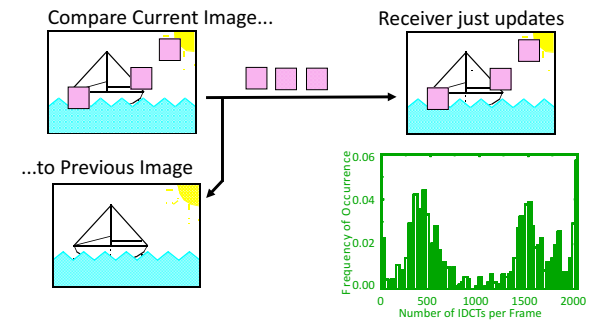 Compare Current Image...
Receiver just updates
...to Previous Image
Frequency of Occurrence
0.06
0.04
0.02
0.00
0 500 1000 1500 2000
Number of IDCTs per Frame